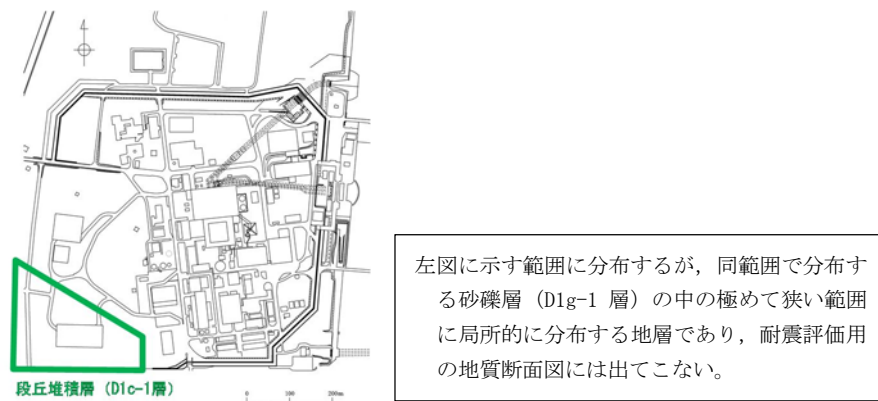 左図に示す範囲に分布するが，同範囲で分布す
る砂礫層（D1g-1 層）の中の極めて狭い範囲
に局所的に分布する地層であり，耐震評価用
の地質断面図には出てこない。
段丘堆積層（D1c-1層）
0 100 200m